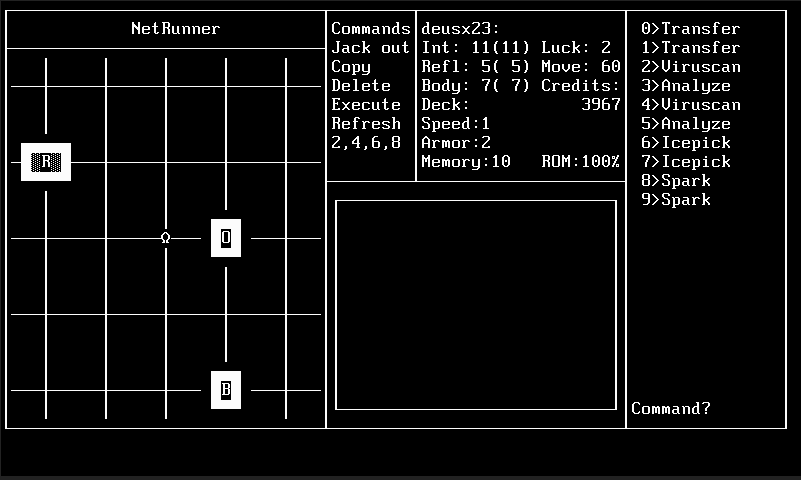 NetRunner
R
Ω
O
B
Commands
Jack out
Copy
Delete
Execute
Refresh
2,4,6,8
deusx23:
Int: 11(11) Luck: 2
Refl: 5( 5) Move: 60
Body: 7( 7) Credits:
Deck: 3967
Speed:1
Armor:2
Memory:10 ROM:100%
0>Transfer
1>Transfer
2>Viruscan
3>Analyze
4>Viruscan
5>Analyze
6>Icepick
7>Icepick
8>Spark
9>Spark
Command?